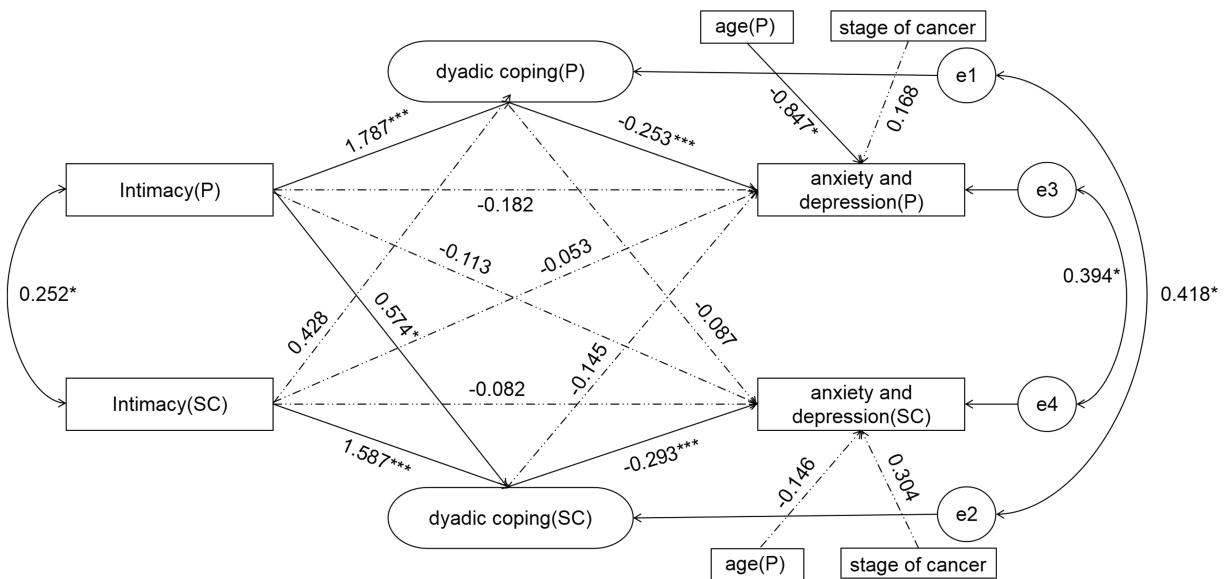 age(P)
stage of cancer
dyadic coping(P)
e1
1.787***
-0.253***
-0.847*
0.168
Intimacy(P)
anxiety and
depression(P)
e3
-0.182
-0.113
-0.053
0.252*
0.428
0.574*
-0.145
-0.087
0.394*
0.418*
Intimacy(SC)
-0.082
anxiety and
depression(SC)
e4
1.587***
-0.293***
-0.146
0.304
dyadic coping(SC)
e2
age(P)
stage of cancer